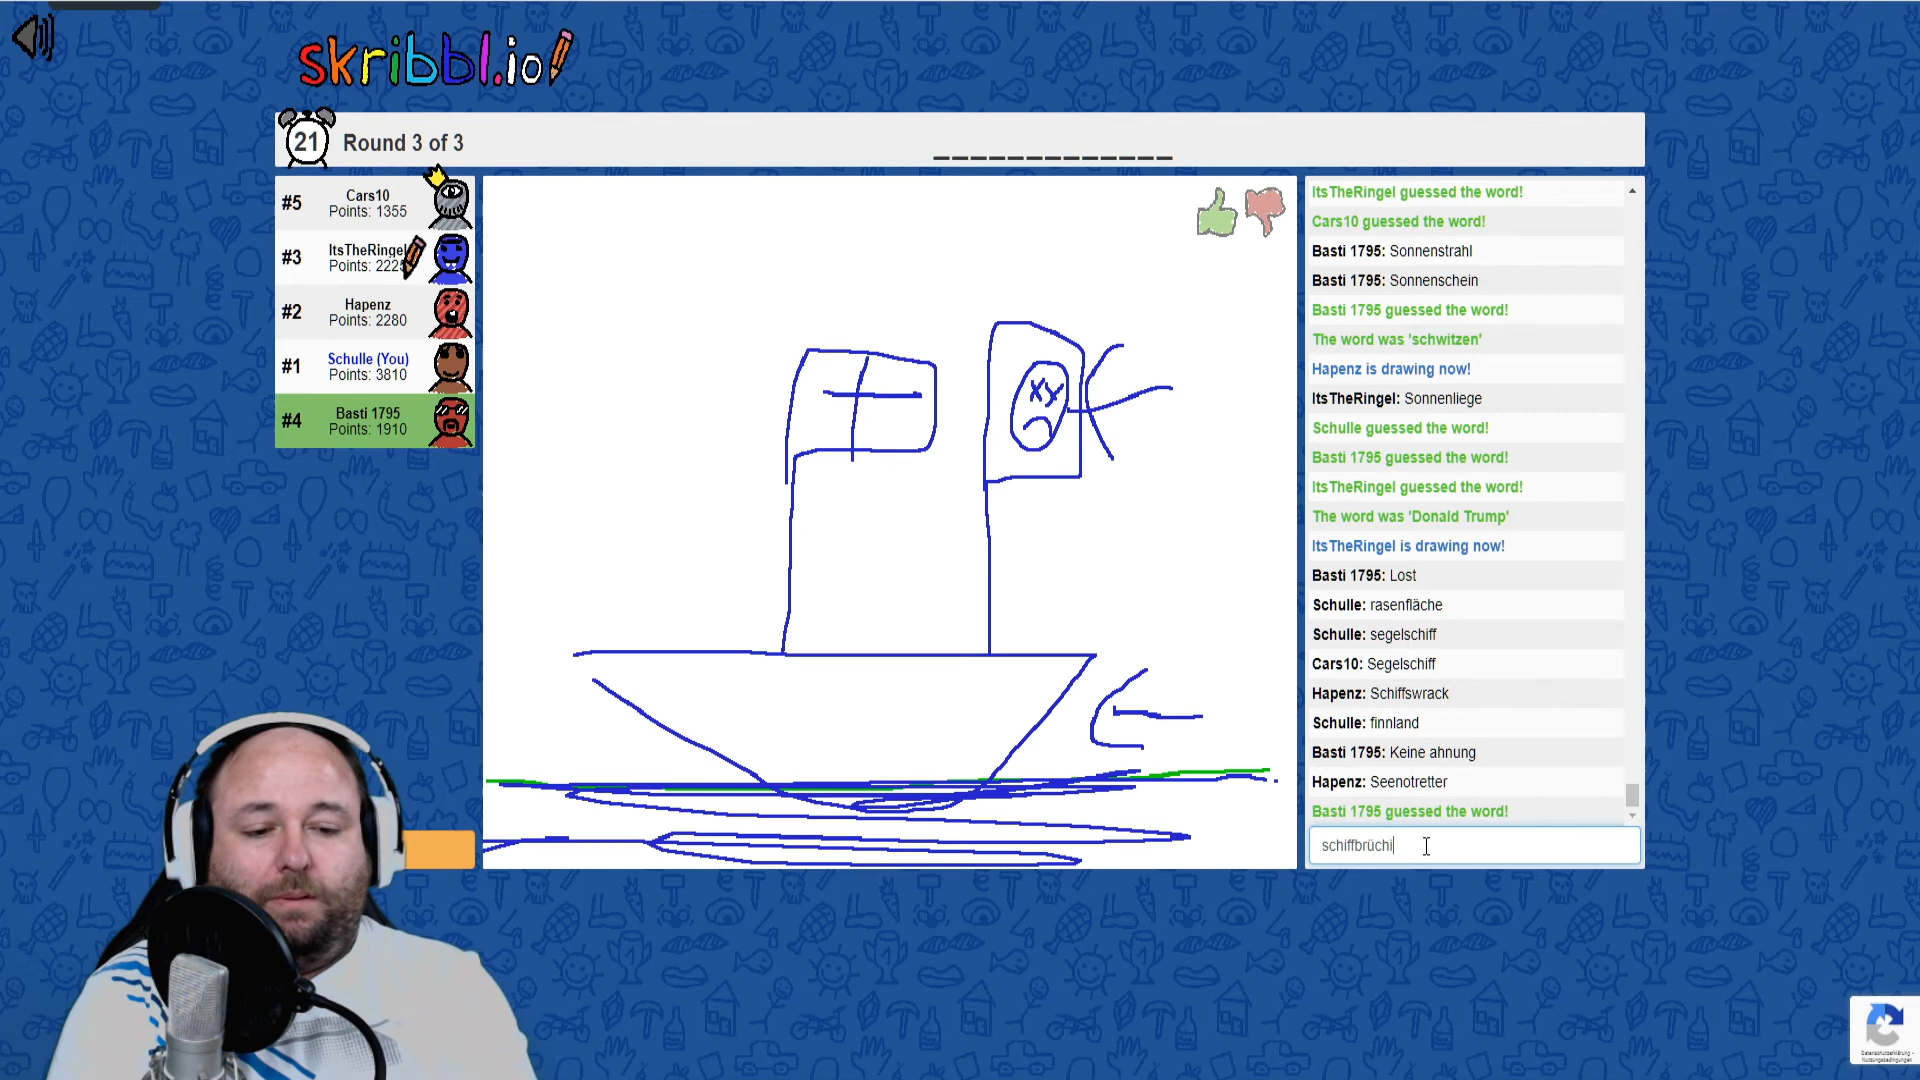 skribbl.io
21
Round 3 of 3
_____________
#5
Cars10
Points: 1355
#3
ItsTheRingel
Points: 2225
#2
Hapenz
Points: 2280
#1
Schulle (You)
Points: 3810
#4
Basti 1795
Points: 1910
xy
ItsTheRingel guessed the word!
Cars10 guessed the word!
Basti 1795: Sonnenstrahl
Basti 1795: Sonnenschein
Basti 1795 guessed the word!
The word was 'schwitzen'
Hapenz is drawing now!
ItsTheRingel: Sonnenliege
Schulle guessed the word!
Basti 1795 guessed the word!
ItsTheRingel guessed the word!
The word was 'Donald Trump'
ItsTheRingel is drawing now!
Basti 1795: Lost
Schulle: rasenfläche
Schulle: segelschiff
Cars10: Segelschiff
Hapenz: Schiffswrack
Schulle: finnland
Basti 1795: Keine ahnung
Hapenz: Seenotretter
Basti 1795 guessed the word!
schiffbrüchi
Datenschutzerklärung -
Nutzungsbedingungen